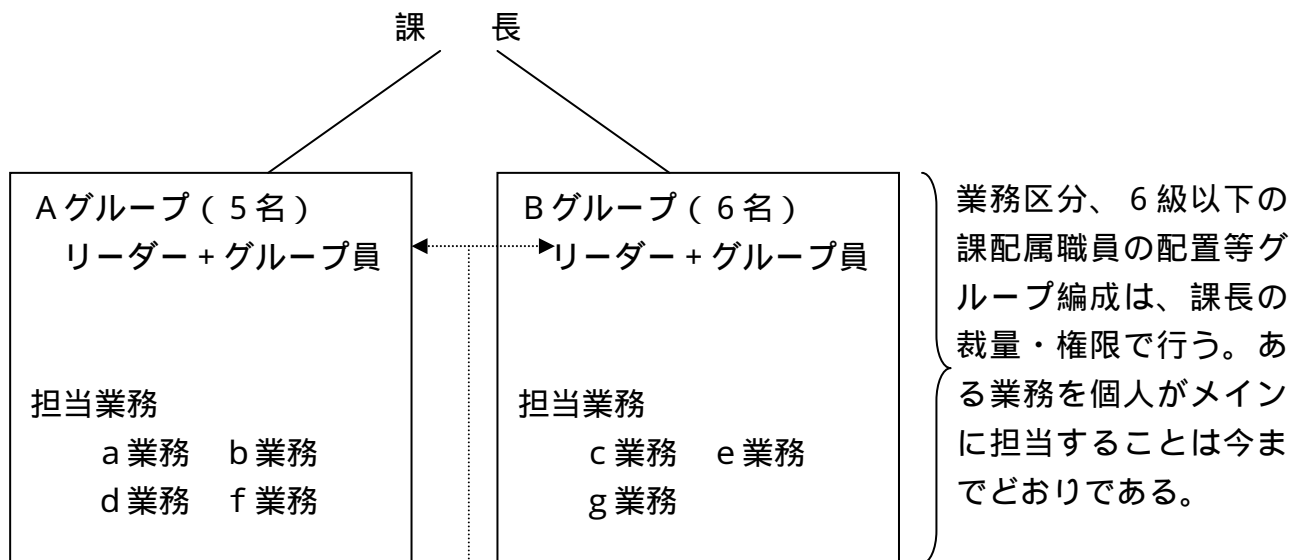 課　長
Aグループ（5名）
リーダー+グループ員
担当業務
a業務　b業務
d業務　f業務
Bグループ（6名）
リーダー+グループ員
担当業務
c業務　e業務
g業務
業務区分、6級以下の
課配属職員の配置等グ
ループ編成は、課長の
裁量・権限で行う。あ
る業務を個人がメイン
に担当することは今ま
でどおりである。